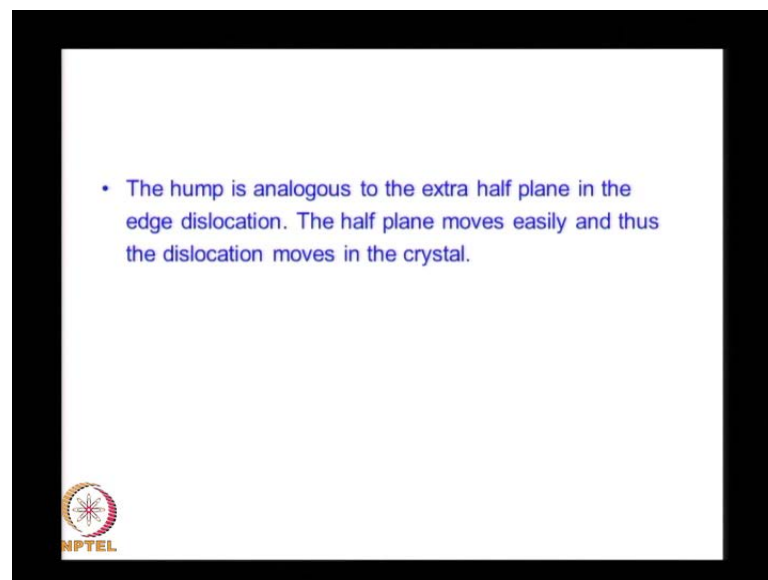 • The hump is analogous to the extra half plane in the
edge dislocation. The half plane moves easily and thus
the dislocation moves in the crystal.
NPTEL